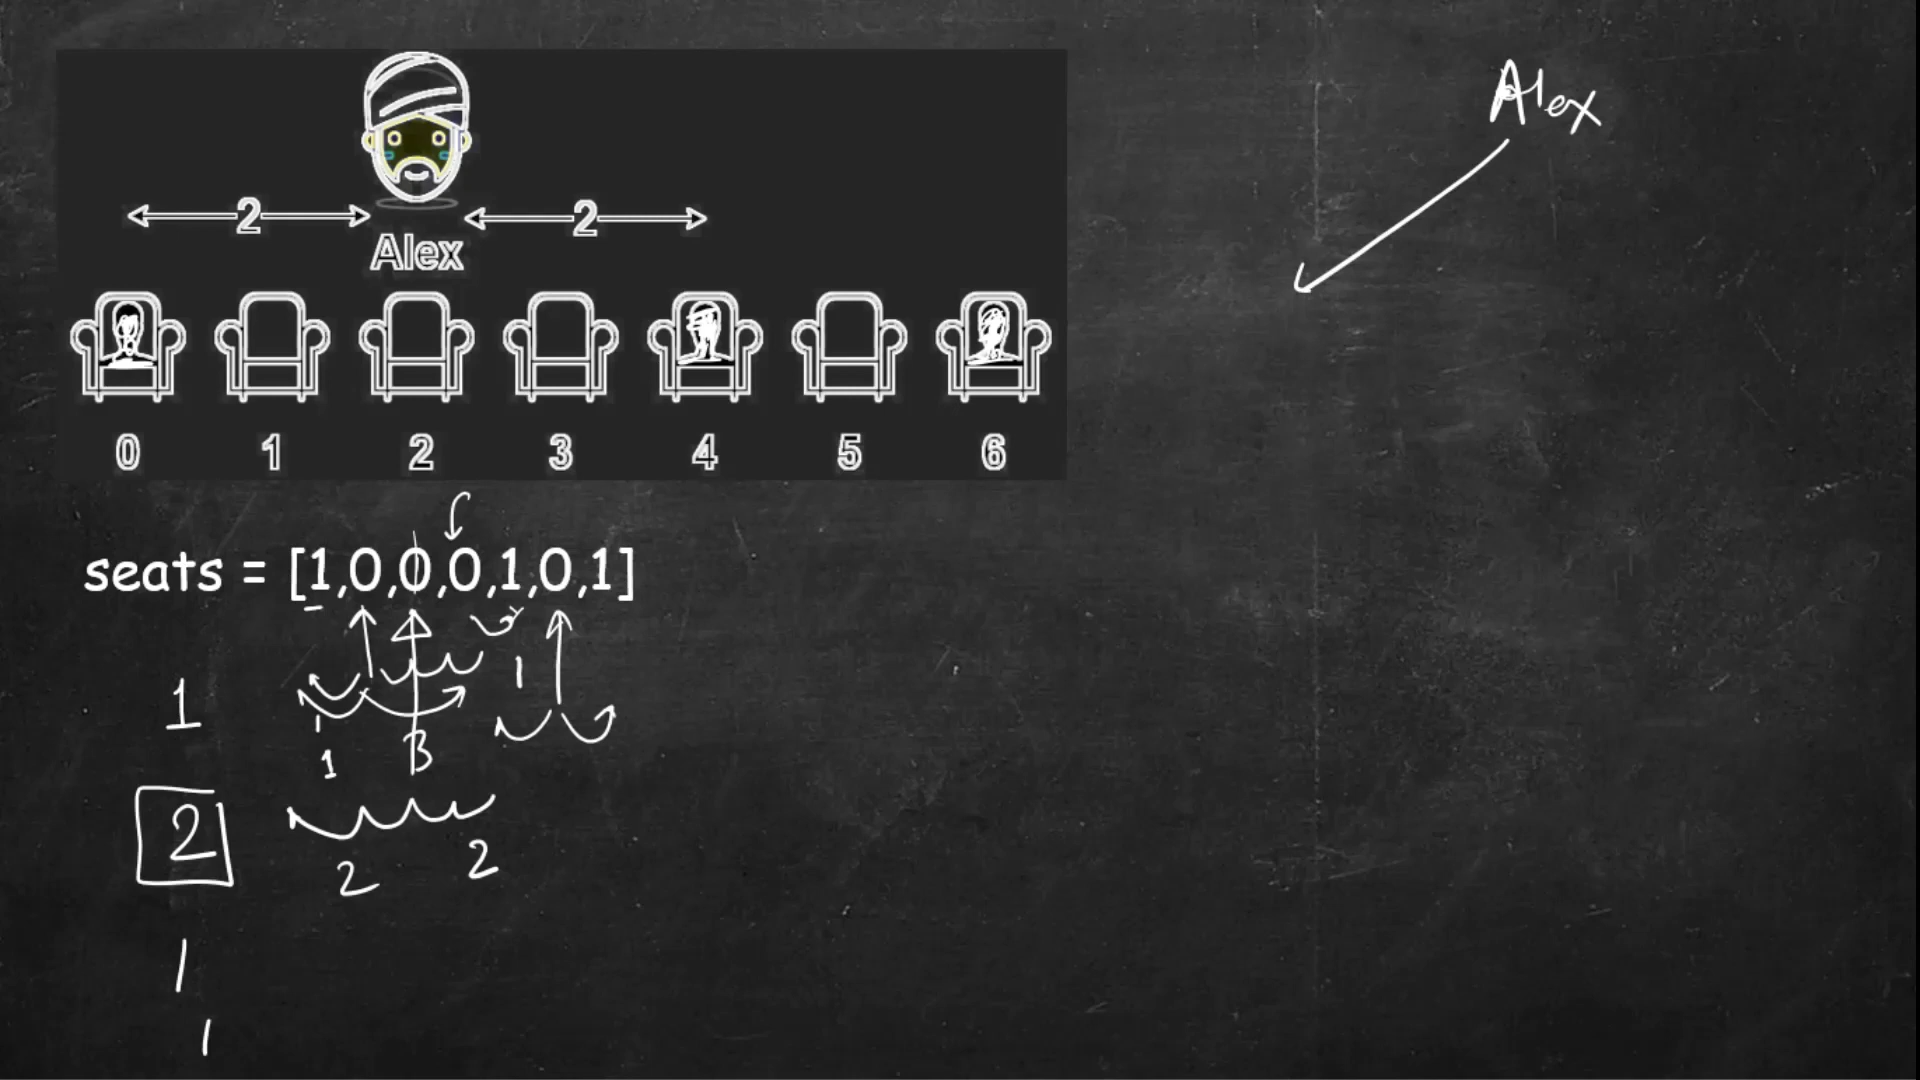 Alex
2 2
Alex
0 1 2 3 4 5 6
seats = [1,0,0,0,1,0,1]
1
1
1 3
2
2 2
1
1